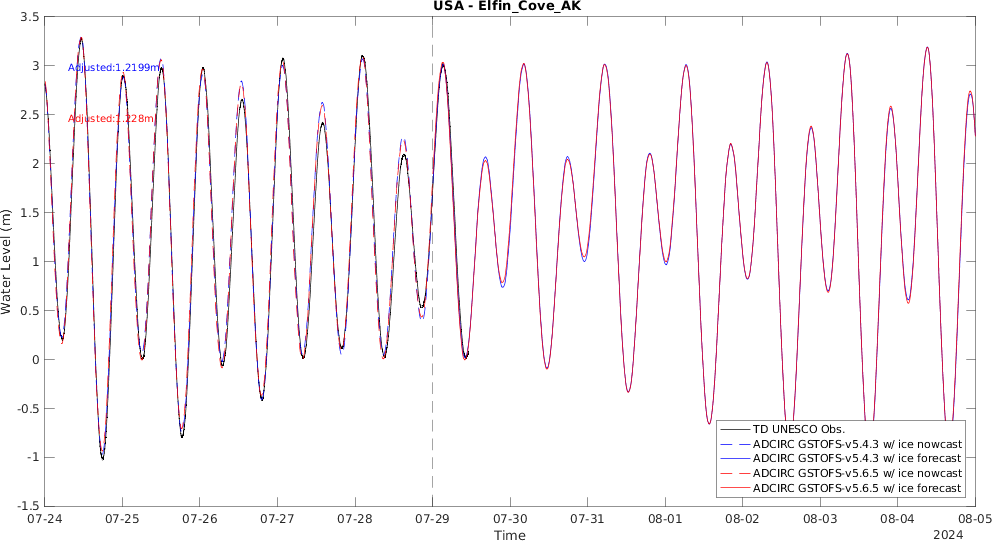 USA - Elfin_Cove_AK
3.5
3
2.5
2
1.5
1
0.5
0
-0.5
-1
-1.5
Water Level (m)
Adjusted:1.2199m
Adjusted:1.228m
TD UNESCO Obs.
ADCIRC GSTOFS-v5.4.3 w/ ice nowcast
ADCIRC GSTOFS-v5.4.3 w/ ice forecast
ADCIRC GSTOFS-v5.6.5 w/ ice nowcast
ADCIRC GSTOFS-v5.6.5 w/ ice forecast
07-24 07-25 07-26 07-27 07-28 07-29 07-30 07-31 08-01 08-02 08-03 08-04 08-05
Time
2024